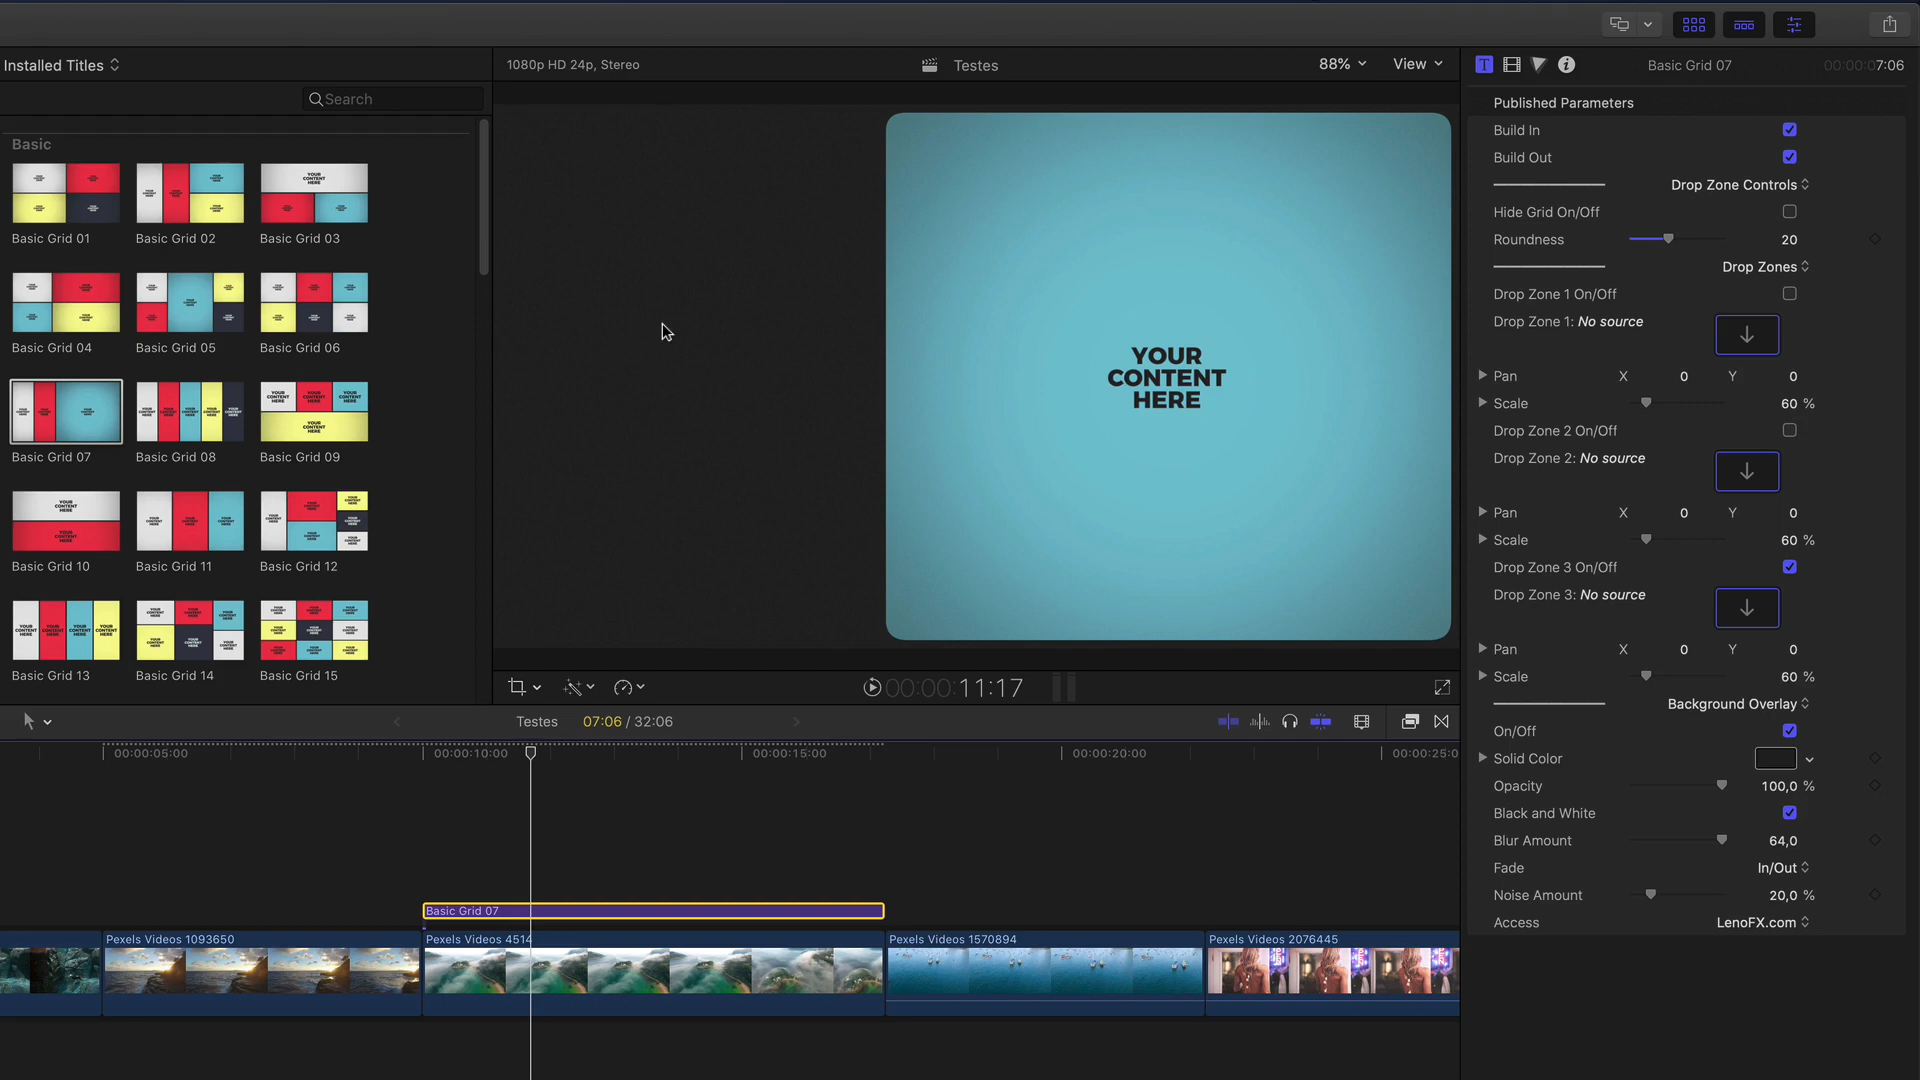 Installed Titles
Search
Basic
Basic Grid 01
Basic Grid 02
Basic Grid 03
Basic Grid 04
Basic Grid 05
Basic Grid 06
Basic Grid 07
Basic Grid 08
Basic Grid 09
Basic Grid 10
Basic Grid 11
Basic Grid 12
Basic Grid 13
Basic Grid 14
Basic Grid 15
1080p HD 24p, Stereo
Testes
88%
View
YOUR
CONTENT
HERE
00:00:11:17
T
Basic Grid 07
00:00:07:06
Published Parameters
Build In
Build Out
Drop Zone Controls
Hide Grid On/Off
Roundness 20
Drop Zones
Drop Zone 1 On/Off
Drop Zone 1: No source
Pan X 0 Y 0
Scale 60 %
Drop Zone 2 On/Off
Drop Zone 2: No source
Pan X 0 Y 0
Scale 60 %
Drop Zone 3 On/Off
Drop Zone 3: No source
Pan X 0 Y 0
Scale 60 %
Background Overlay
On/Off
Solid Color
Opacity 100,0 %
Black and White
Blur Amount 64,0
Fade In/Out
Noise Amount 20,0 %
Access LenoFX.com
Testes 07:06 / 32:06
00:00:05:00
00:00:10:00
00:00:15:00
00:00:20:00
00:00:25:0
Basic Grid 07
Pexels Videos 1093650
Pexels Videos 4514
Pexels Videos 1570894
Pexels Videos 2076445